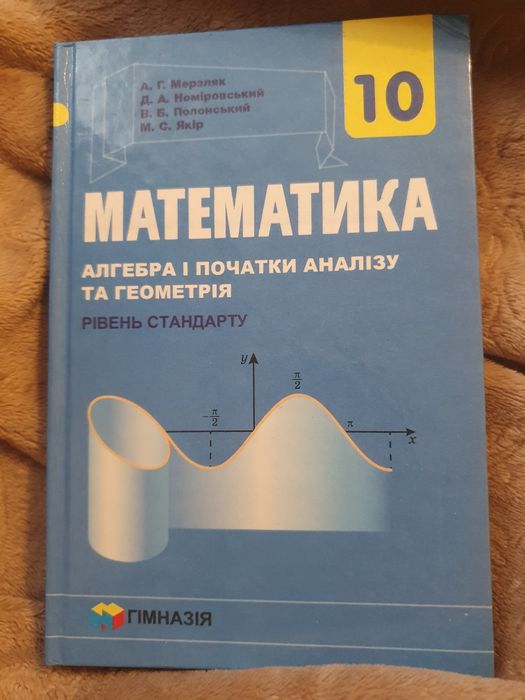 А. Г. Мерзляк
Д. А. Номіровський
В. Б. Полонський
М. С. Якір
10
МАТЕМАТИКА
АЛГЕБРА І ПОЧАТКИ АНАЛІЗУ
ТА ГЕОМЕТРІЯ
РІВЕНЬ СТАНДАРТУ
y
π/2
-π/2
π
x
ГІМНАЗІЯ